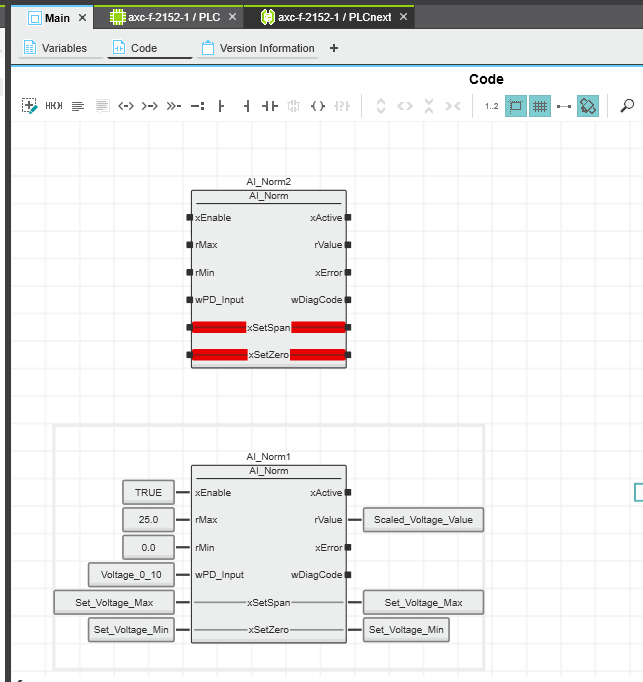 Main
axc-f-2152-1 / PLC
axc-f-2152-1 / PLCnext
Variables
Code
Version Information
Code
1..2
AI_Norm2
AI_Norm
xEnable xActive
rMax rValue
rMin xError
wPD_Input wDiagCode
xSetSpan
xSetZero
AI_Norm1
AI_Norm
TRUE xEnable xActive
25.0 rMax rValue Scaled_Voltage_Value
0.0 rMin xError
Voltage_0_10 wPD_Input wDiagCode
Set_Voltage_Max xSetSpan Set_Voltage_Max
Set_Voltage_Min xSetZero Set_Voltage_Min